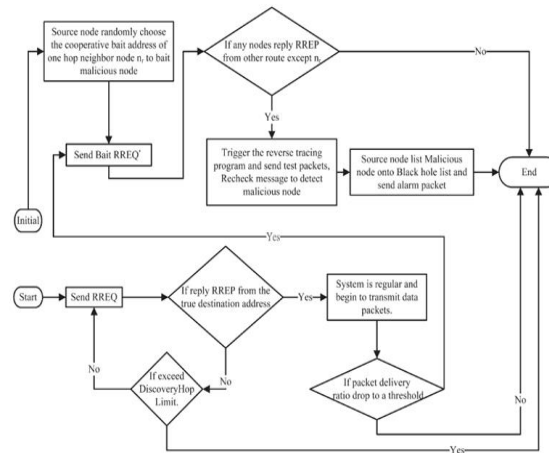 Source node randomly choose
the cooperative bait address of
one hop neighbor node nr to bait
malicious node
If any nodes reply RREP
from other route except nr
No
Yes
Send Bait RREQ'
Trigger the reverse tracing
program and send test packets,
Recheck message to detect
malicious node
Source node list Malicious
node onto Black hole list and
send alarm packet
End
Initial
Yes
Start
Send RREQ
If reply RREP from the
true destination address
Yes
System is regular and
begin to transmit data
packets.
No
No
If exceed
DiscoveryHop
Limit.
If packet delivery
ratio drop to a threshold
No
Yes